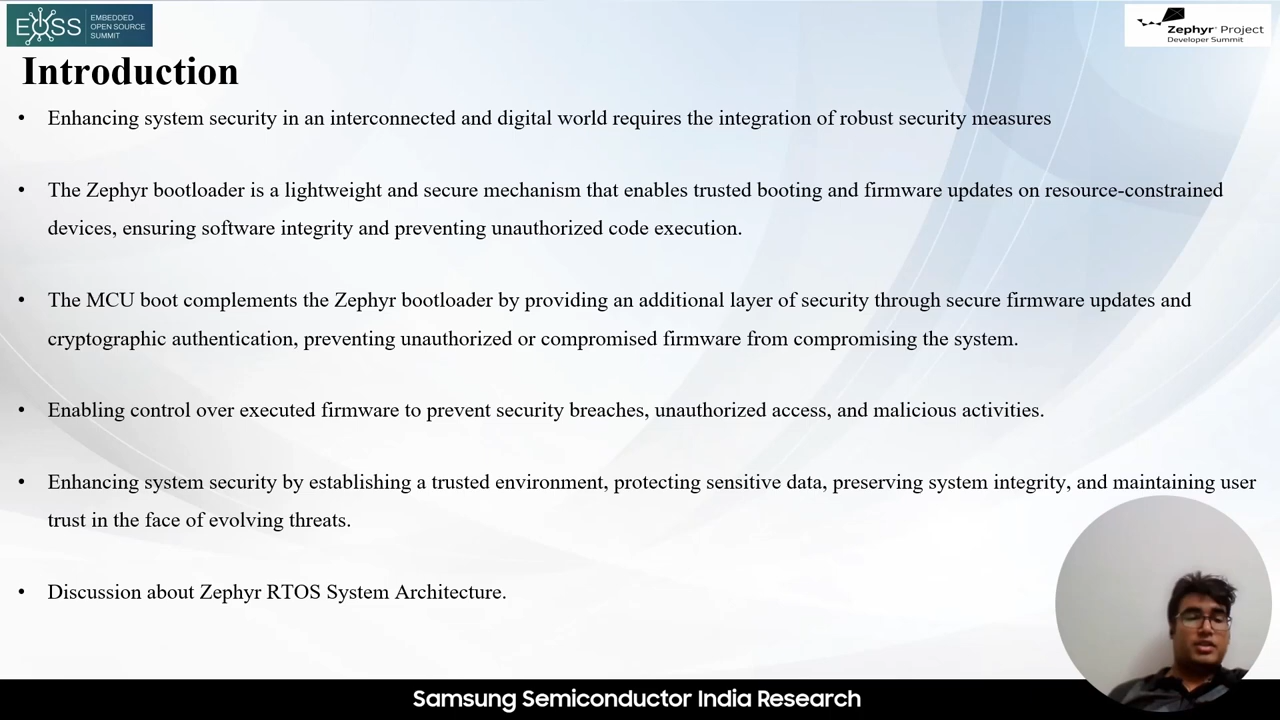 EOSS
EMBEDDED
OPEN SOURCE
SUMMIT
Zephyr® Project
Developer Summit
Introduction
• Enhancing system security in an interconnected and digital world requires the integration of robust security measures
• The Zephyr bootloader is a lightweight and secure mechanism that enables trusted booting and firmware updates on resource-constrained
devices, ensuring software integrity and preventing unauthorized code execution.
• The MCU boot complements the Zephyr bootloader by providing an additional layer of security through secure firmware updates and
cryptographic authentication, preventing unauthorized or compromised firmware from compromising the system.
• Enabling control over executed firmware to prevent security breaches, unauthorized access, and malicious activities.
• Enhancing system security by establishing a trusted environment, protecting sensitive data, preserving system integrity, and maintaining user
trust in the face of evolving threats.
• Discussion about Zephyr RTOS System Architecture.
Samsung Semiconductor India Research